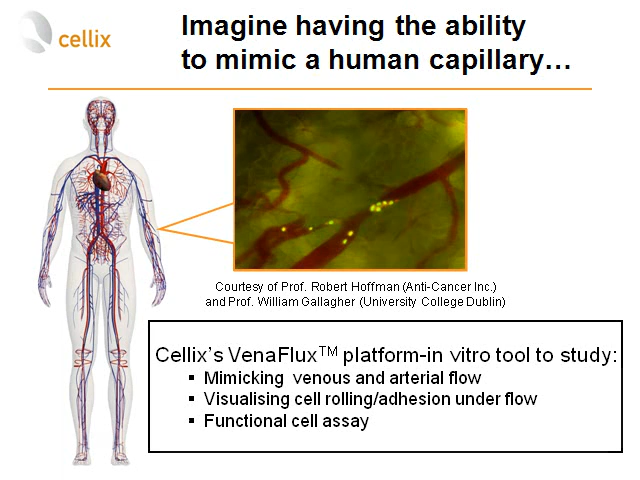 cellix
Imagine having the ability
to mimic a human capillary…
Courtesy of Prof. Robert Hoffman (Anti-Cancer Inc.)
and Prof. William Gallagher (University College Dublin)
Cellix's VenaFlux™ platform-in vitro tool to study:
▪ Mimicking venous and arterial flow
▪ Visualising cell rolling/adhesion under flow
▪ Functional cell assay